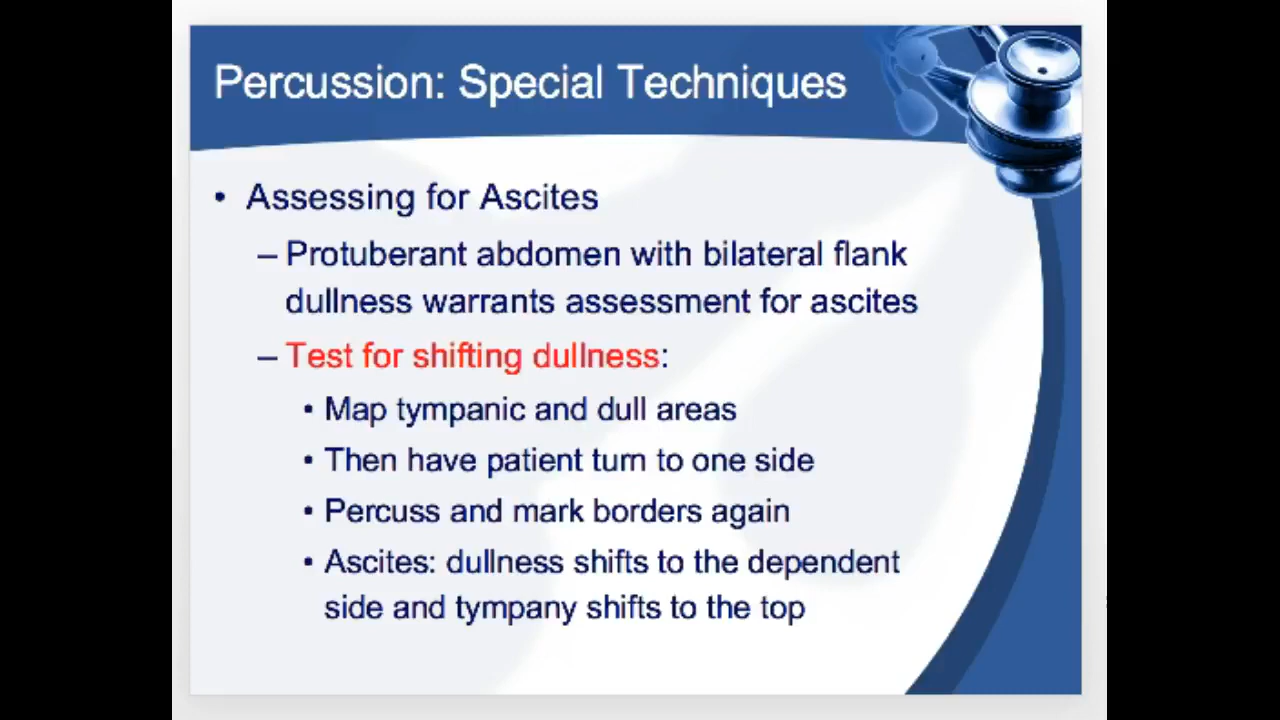 Percussion: Special Techniques
• Assessing for Ascites
– Protuberant abdomen with bilateral flank
dullness warrants assessment for ascites
– Test for shifting dullness:
• Map tympanic and dull areas
• Then have patient turn to one side
• Percuss and mark borders again
• Ascites: dullness shifts to the dependent
side and tympany shifts to the top